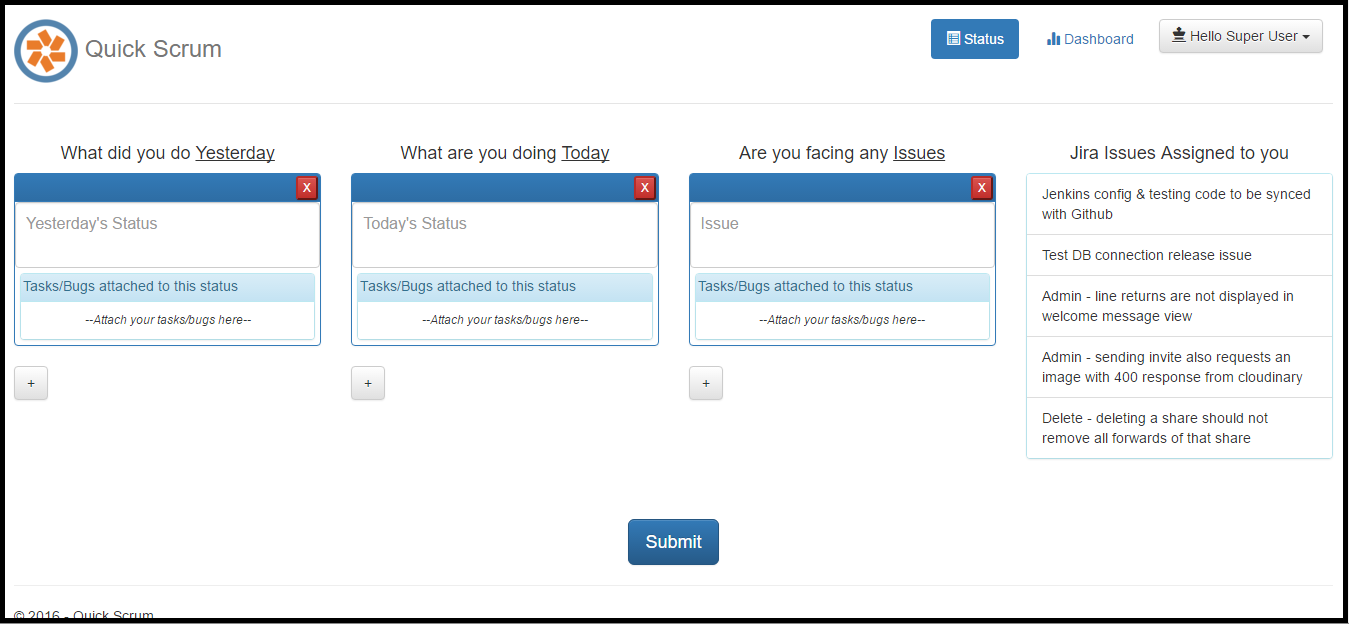 Quick Scrum
Status
Dashboard
Hello Super User
What did you do Yesterday
X
Yesterday's Status
Tasks/Bugs attached to this status
--Attach your tasks/bugs here--
+
What are you doing Today
X
Today's Status
Tasks/Bugs attached to this status
--Attach your tasks/bugs here--
+
Are you facing any Issues
X
Issue
Tasks/Bugs attached to this status
--Attach your tasks/bugs here--
+
Jira Issues Assigned to you
Jenkins config & testing code to be synced
with Github
Test DB connection release issue
Admin - line returns are not displayed in
welcome message view
Admin - sending invite also requests an
image with 400 response from cloudinary
Delete - deleting a share should not
remove all forwards of that share
Submit
© 2016 - Quick Scrum